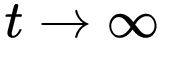 t → ∞